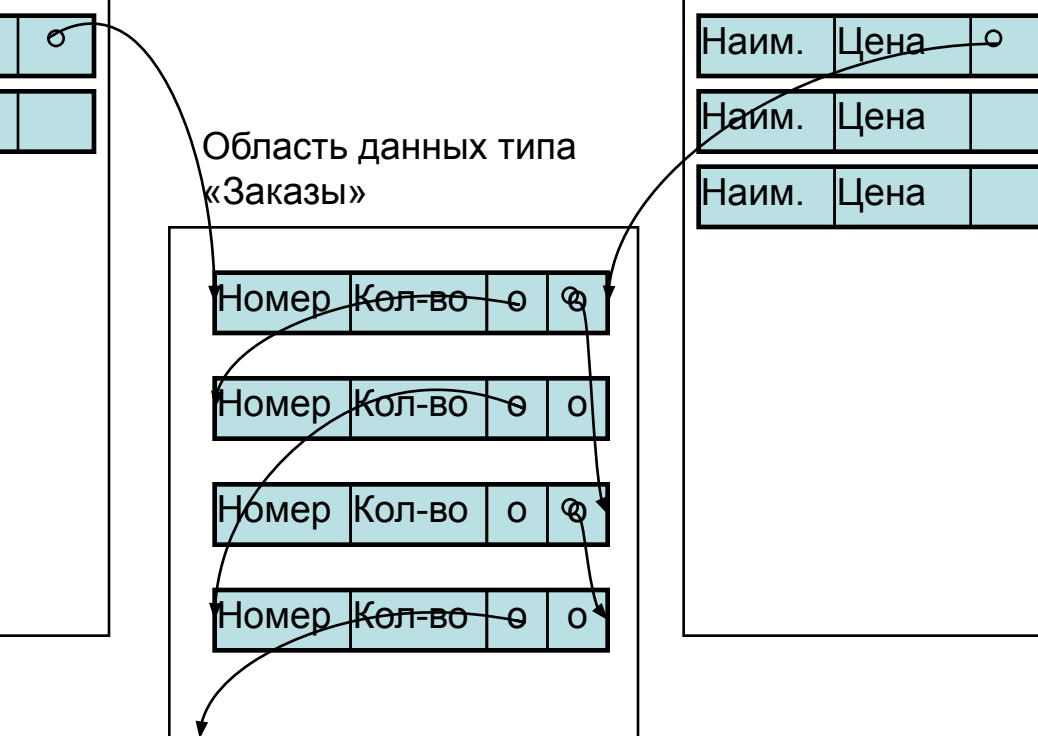 Наим. Цена
Наим. Цена
Наим. Цена
Область данных типа
«Заказы»
Номер Кол-во о о
Номер Кол-во о о
Номер Кол-во о о
Номер Кол-во о о